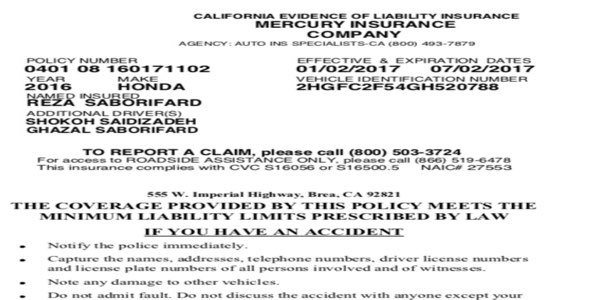 CALIFORNIA EVIDENCE OF LIABILITY INSURANCE
MERCURY INSURANCE
COMPANY
AGENCY: AUTO INS SPECIALISTS-CA (800) 493-7879
POLICY NUMBER EFFECTIVE & EXPIRATION DATES
0401 08 160171102 01/02/2017 07/02/2017
YEAR MAKE VEHICLE IDENTIFICATION NUMBER
2016 HONDA 2HGFC2F54GH520788
NAMED INSURED
REZA SABORIFARD
ADDITIONAL DRIVER(S)
SHOKOH SAIDIZADEH
GHAZAL SABORIFARD
TO REPORT A CLAIM, please call (800) 503-3724
For access to ROADSIDE ASSISTANCE ONLY, please call (866) 519-6478
This insurance complies with CVC S16056 or S16500.5 NAIC# 27553
555 W. Imperial Highway, Brea, CA 92821
THE COVERAGE PROVIDED BY THIS POLICY MEETS THE
MINIMUM LIABILITY LIMITS PRESCRIBED BY LAW
IF YOU HAVE AN ACCIDENT
• Notify the police immediately.
• Capture the names, addresses, telephone numbers, driver license numbers
and license plate numbers of all persons involved and of witnesses.
• Note any damage to other vehicles.
• Do not admit fault. Do not discuss the accident with anyone except your